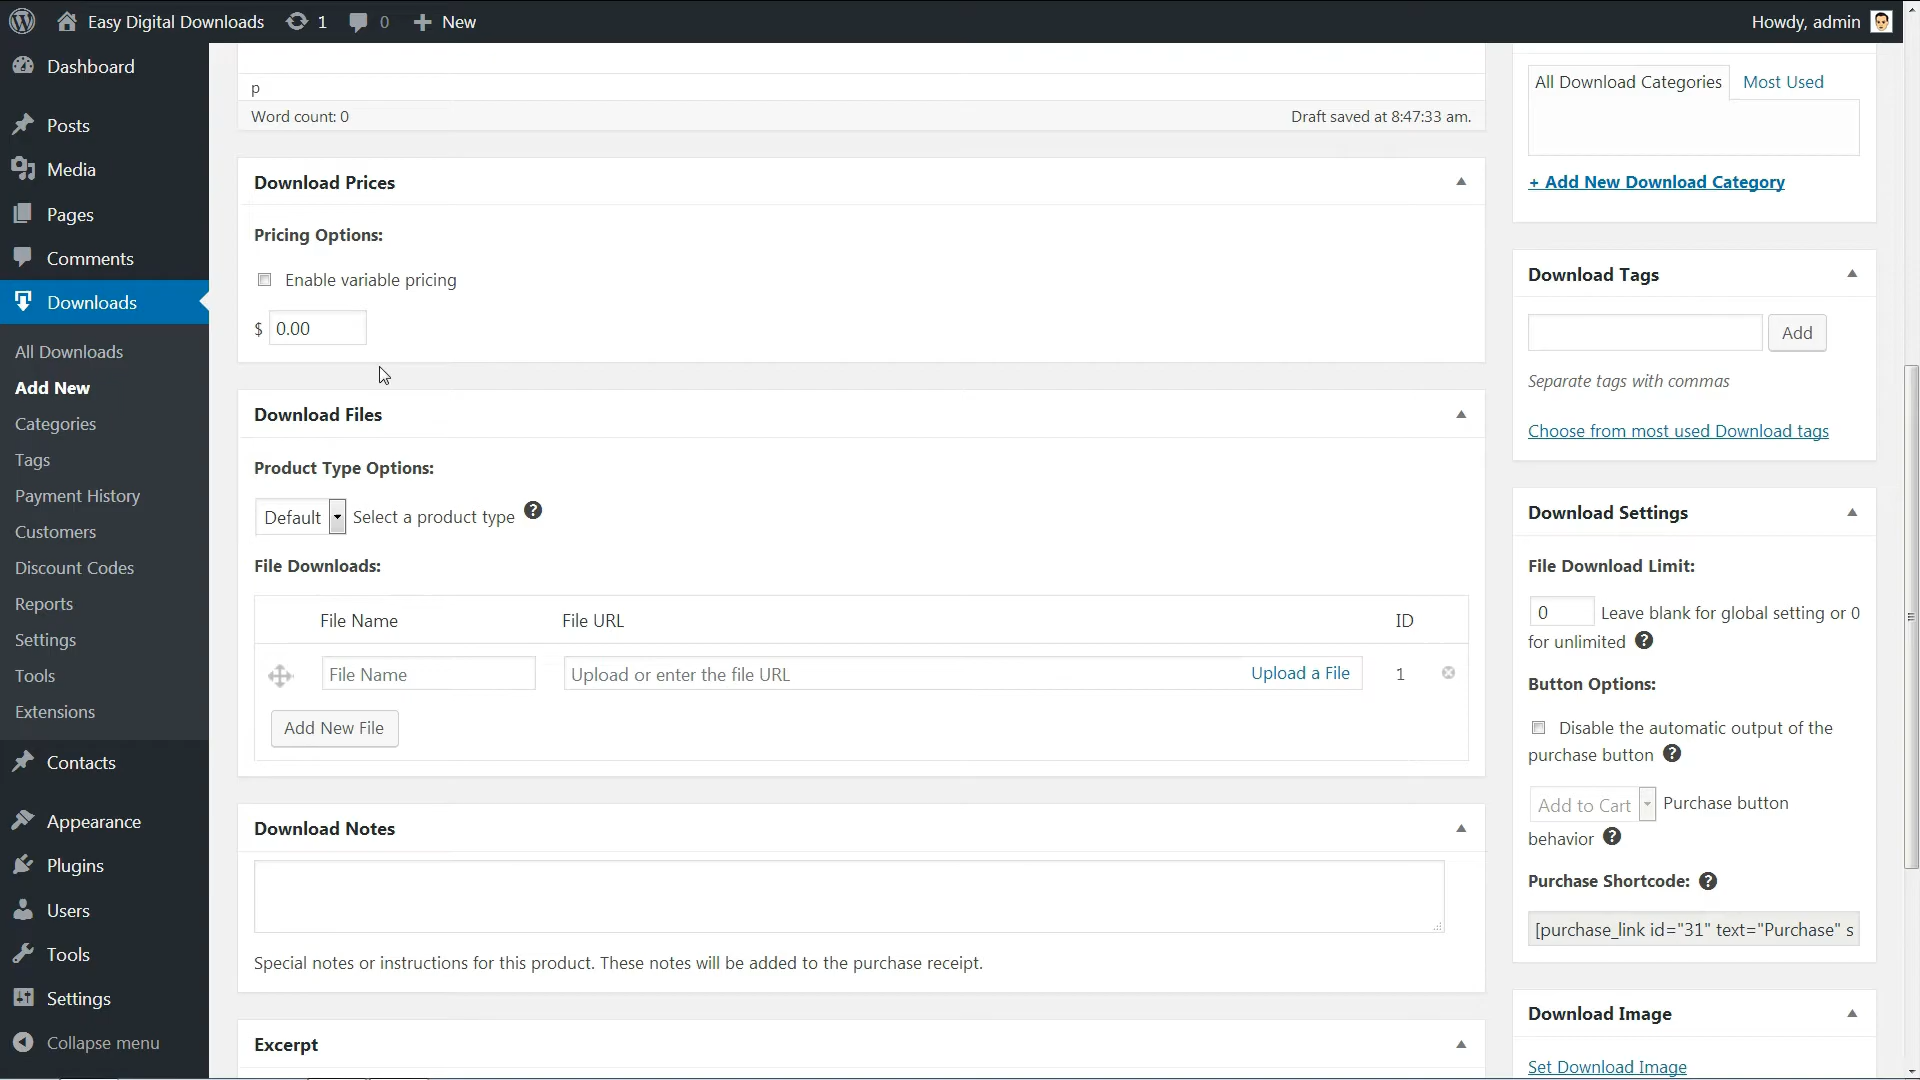 Easy Digital Downloads 1 0 New Howdy, admin
Dashboard
Posts
Media
Pages
Comments
Downloads
All Downloads
Add New
Categories
Tags
Payment History
Customers
Discount Codes
Reports
Settings
Tools
Extensions
Contacts
Appearance
Plugins
Users
Tools
Settings
Collapse menu
p
Word count: 0 Draft saved at 8:47:33 am.
Download Prices
Pricing Options:
Enable variable pricing
$ 0.00
Download Files
Product Type Options:
Default Select a product type ?
File Downloads:
File Name File URL ID
File Name Upload or enter the file URL Upload a File 1
Add New File
Download Notes
Special notes or instructions for this product. These notes will be added to the purchase receipt.
Excerpt
All Download Categories Most Used
+ Add New Download Category
Download Tags
Add
Separate tags with commas
Choose from most used Download tags
Download Settings
File Download Limit:
0 Leave blank for global setting or 0
for unlimited ?
Button Options:
Disable the automatic output of the
purchase button ?
Add to Cart Purchase button
behavior ?
Purchase Shortcode: ?
[purchase_link id="31" text="Purchase" s
Download Image
Set Download Image